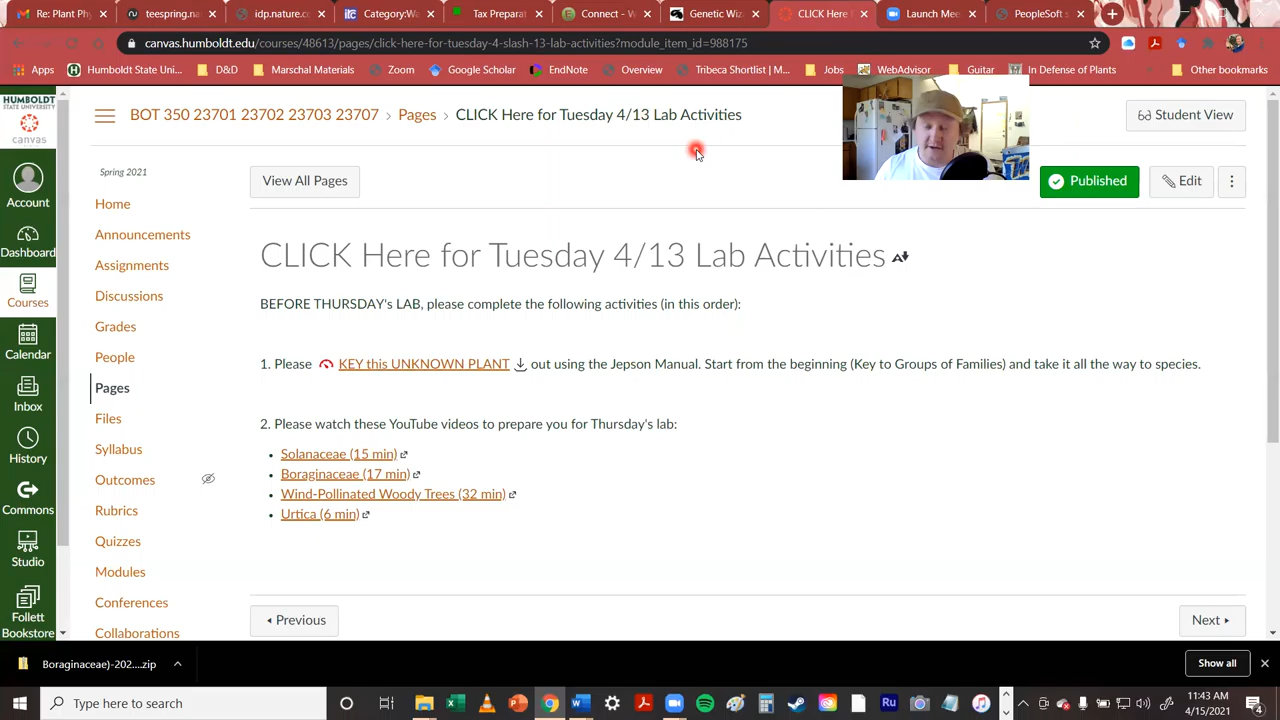 Re: Plant Phy
teespring.na
idp.nature.c
Category:We
Tax Preparat
Connect - V
Genetic Wiz
CLICK Here F
Launch Mee
PeopleSoft s
canvas.humboldt.edu/courses/48613/pages/click-here-for-tuesday-4-slash-13-lab-activities?module_item_id=988175
Apps
Humboldt State Uni...
D&D
Marschal Materials
Zoom
Google Scholar
EndNote
Overview
Tribeca Shortlist | M...
Jobs
WebAdvisor
Guitar
In Defense of Plants
Other bookmarks
HUMBOLDT
STATE UNIVERSITY
canvas
Account
Dashboard
Courses
Calendar
Inbox
History
Commons
Studio
Follett
Bookstore
BOT 350 23701 23702 23703 23707 › Pages › CLICK Here for Tuesday 4/13 Lab Activities
Student View
Spring 2021
Home
Announcements
Assignments
Discussions
Grades
People
Pages
Files
Syllabus
Outcomes
Rubrics
Quizzes
Modules
Conferences
Collaborations
View All Pages
Published
Edit
CLICK Here for Tuesday 4/13 Lab Activities
BEFORE THURSDAY's LAB, please complete the following activities (in this order):
1. Please KEY this UNKNOWN PLANT out using the Jepson Manual. Start from the beginning (Key to Groups of Families) and take it all the way to species.
2. Please watch these YouTube videos to prepare you for Thursday's lab:
• Solanaceae (15 min)
• Boraginaceae (17 min)
• Wind-Pollinated Woody Trees (32 min)
• Urtica (6 min)
Previous
Next
Boraginaceae)-202....zip
Show all
Type here to search
Ru
11:43 AM
4/15/2021
4